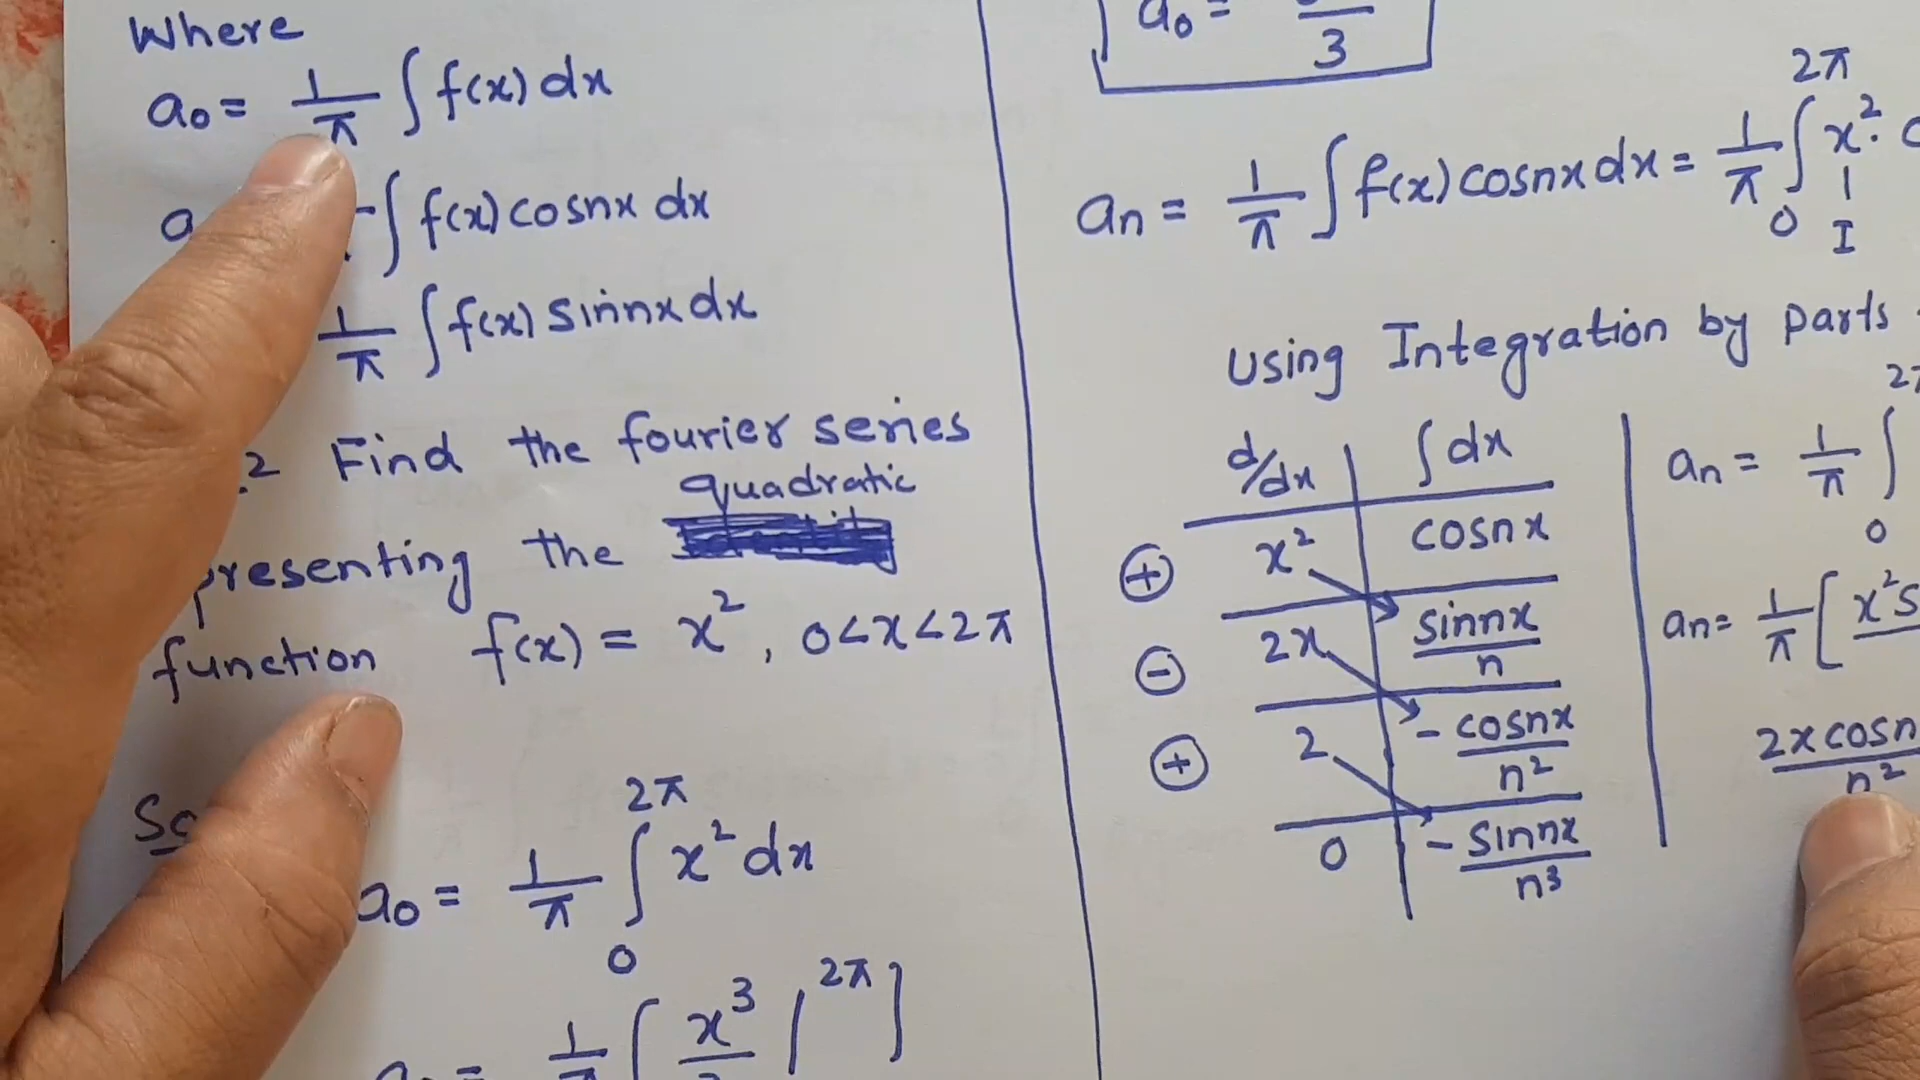 Where
a0 = 1/π ∫ f(x) dx
a ∫ f(x) cosnx dx
1/π ∫ f(x) sinnx dx
.2 Find the fourier series
presenting the quadratic
function f(x) = x², 0<x<2π
a0 = 1/π ∫₀^2π x² dx
1/π [ x³ | 2π ]
a0 = 3
an = 1/π ∫ f(x) cosnx dx = 1/π ∫₀^2π x².
I
I
Using Integration by parts
d/dx ∫dx
+ x² cosnx
- 2x sinnx/n
+ 2 - cosnx/n²
0 - sinnx/n³
an = 1/π ∫₀
an = 1/π [ x²s
2x cosn/n²